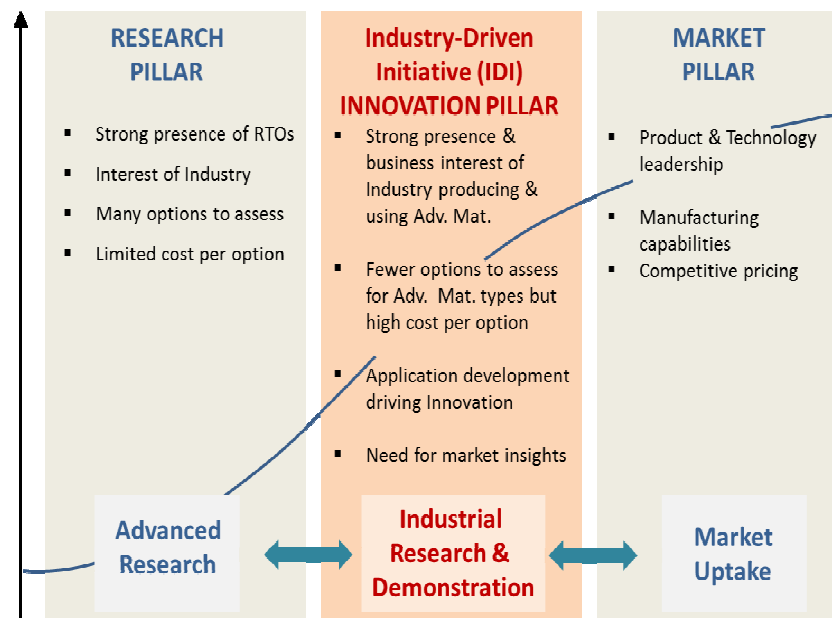 RESEARCH
PILLAR
Strong presence of RTOs
Interest of Industry
Many options to assess
Limited cost per option
Advanced
Research
Industry-Driven
Initiative (IDI)
INNOVATION PILLAR
Strong presence &
business interest of
Industry producing &
using Adv. Mat.
Fewer options to assess
for Adv. Mat. types but
high cost per option
Application development
driving Innovation
Need for market insights
Industrial
Research &
Demonstration
MARKET
PILLAR
Product & Technology
leadership
Manufacturing
capabilities
Competitive pricing
Market
Uptake